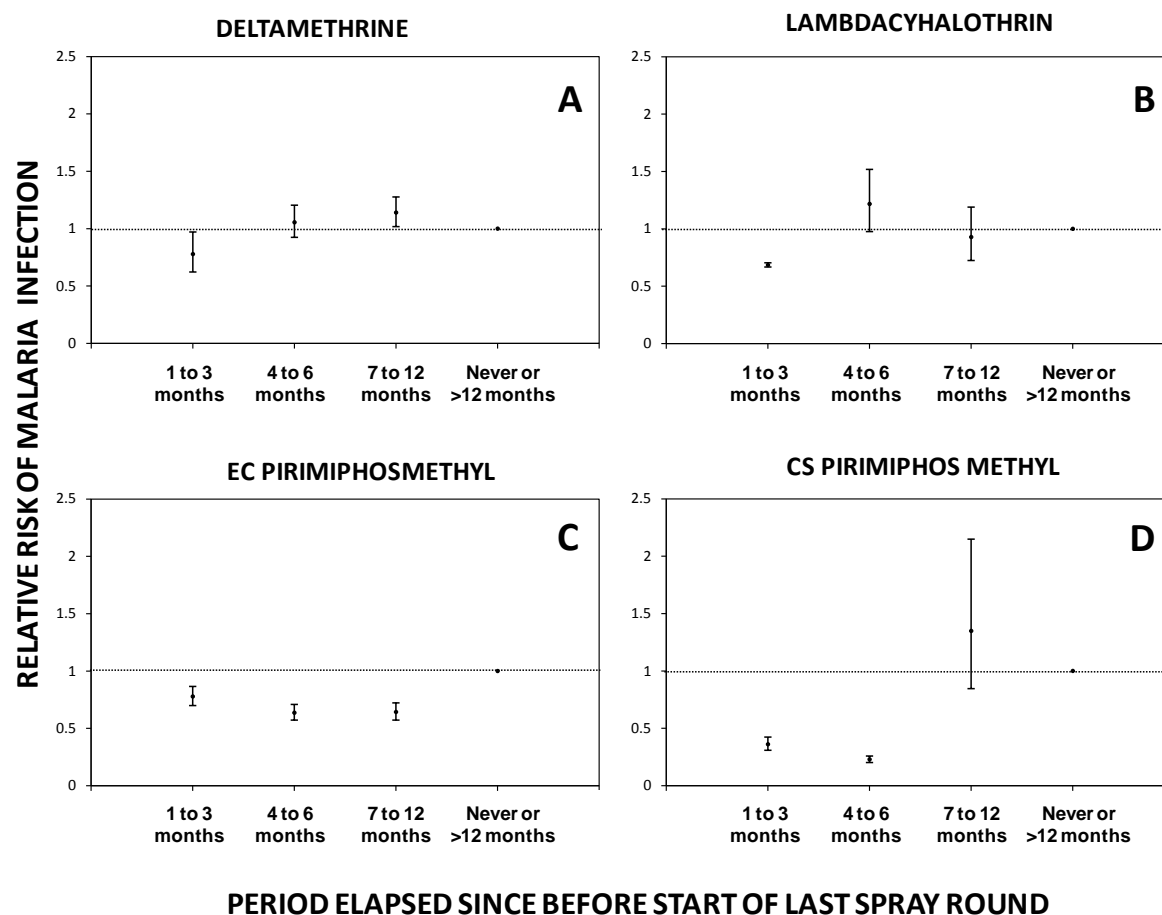 DELTAMETHRINE
LAMBDACYHALOTHRIN
RELATIVE RISK OF MALARIA INFECTION
2.5
2
1.5
1
0.5
0
A
1 to 3
months
4 to 6
months
7 to 12
months
Never or
>12 months
2.5
2
1.5
1
0.5
0
B
1 to 3
months
4 to 6
months
7 to 12
months
Never or
>12 months
EC PIRIMIPHOSMETHYL
CS PIRIMIPHOS METHYL
2.5
2
1.5
1
0.5
0
C
1 to 3
months
4 to 6
months
7 to 12
months
Never or
>12 months
2.5
2
1.5
1
0.5
0
D
1 to 3
months
4 to 6
months
7 to 12
months
Never or
>12 months
PERIOD ELAPSED SINCE BEFORE START OF LAST SPRAY ROUND